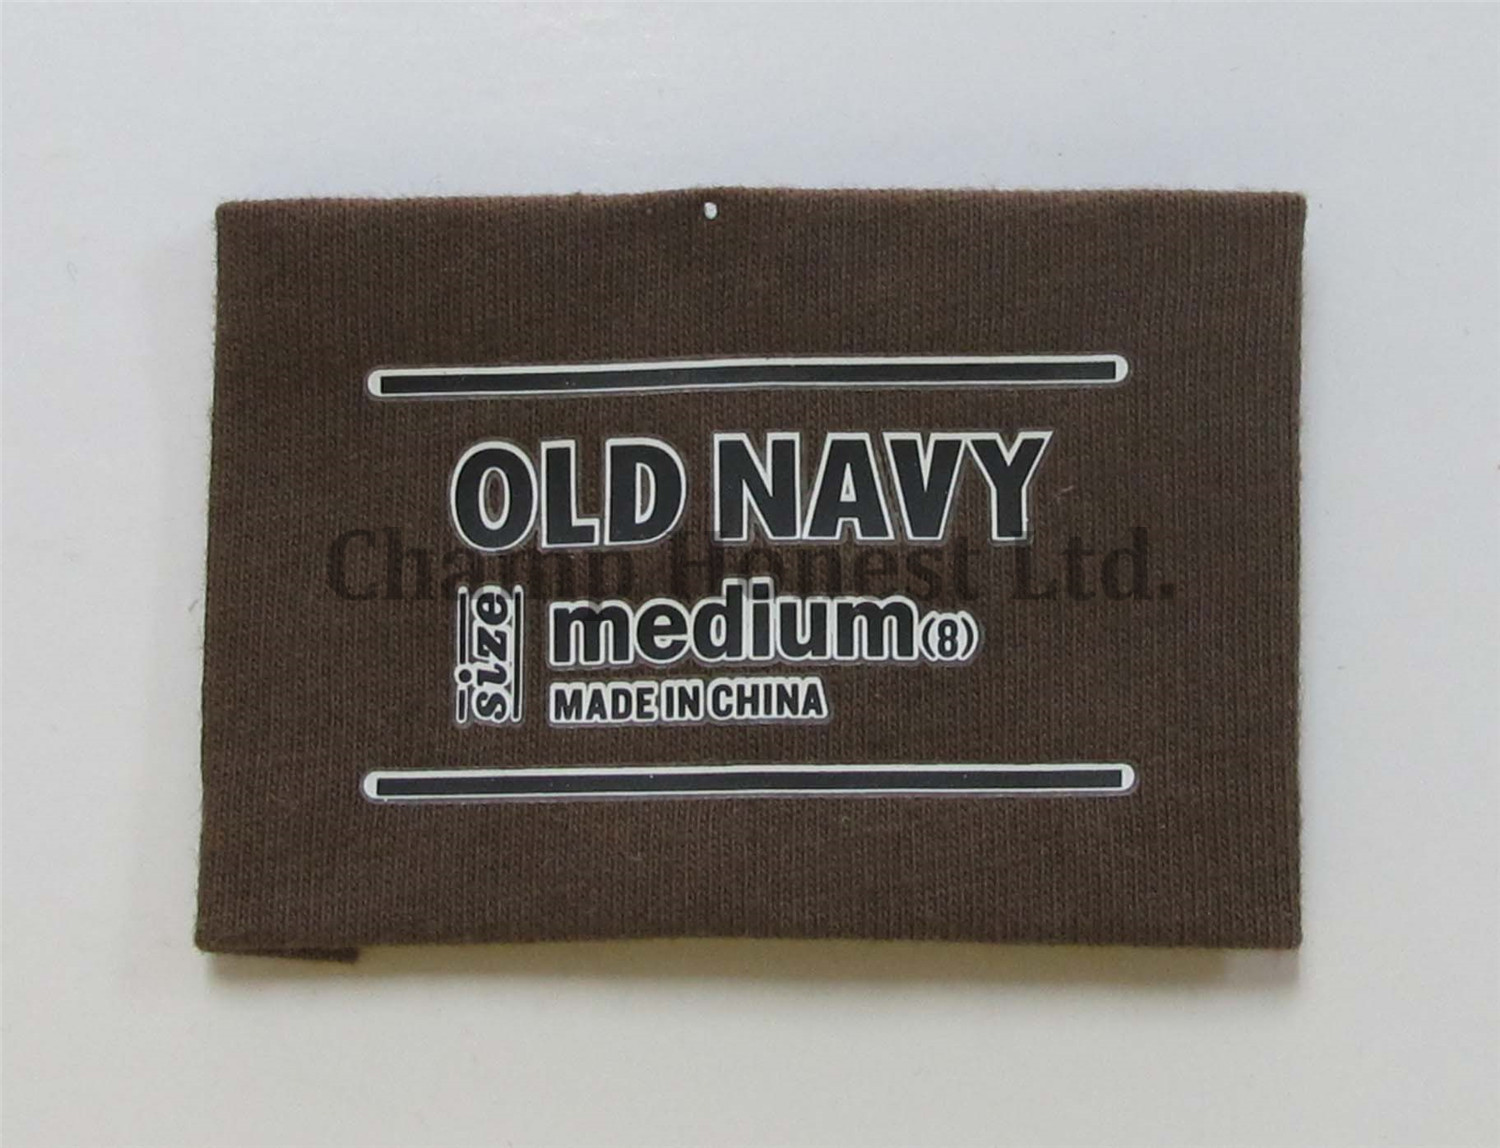 OLD NAVY
Champ Honest Ltd.
size
medium(8)
MADE IN CHINA